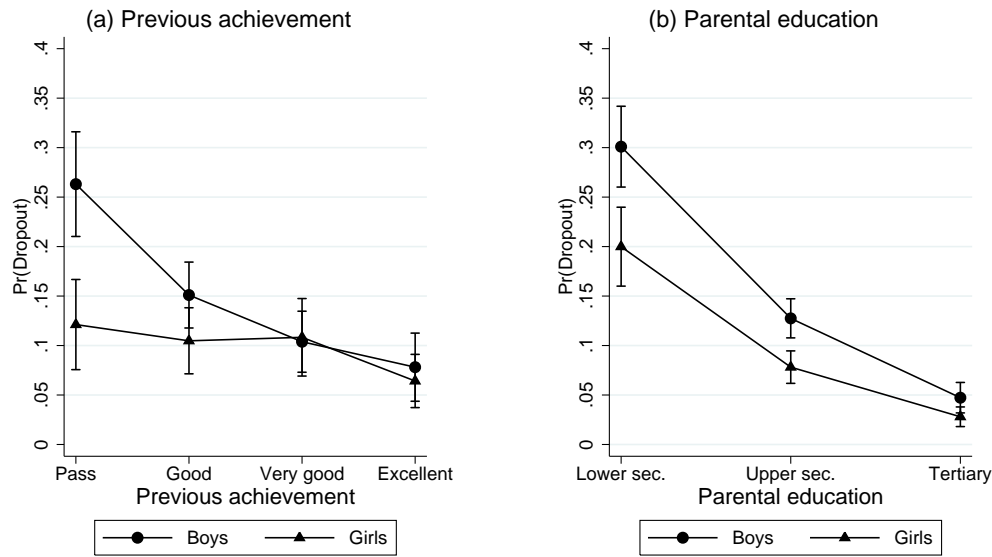 (a) Previous achievement
Pr(Dropout)
.4
.35
.3
.25
.2
.15
.1
.05
0
Pass Good Very good Excellent
Previous achievement
Boys Girls
(b) Parental education
Pr(Dropout)
.4
.35
.3
.25
.2
.15
.1
.05
0
Lower sec. Upper sec. Tertiary
Parental education
Boys Girls